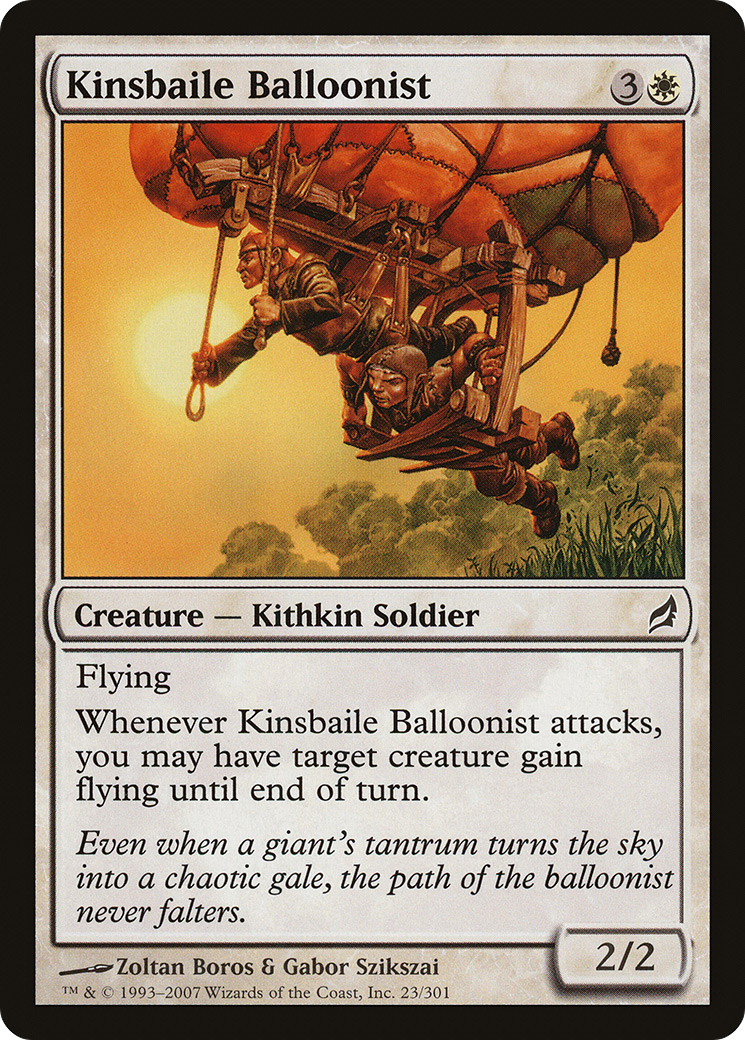 Kinsbaile Balloonist 3
Creature — Kithkin Soldier
Flying
Whenever Kinsbaile Balloonist attacks,
you may have target creature gain
flying until end of turn.
Even when a giant's tantrum turns the sky
into a chaotic gale, the path of the balloonist
never falters.
2/2
Zoltan Boros & Gabor Szikszai
™ & © 1993–2007 Wizards of the Coast, Inc. 23/301